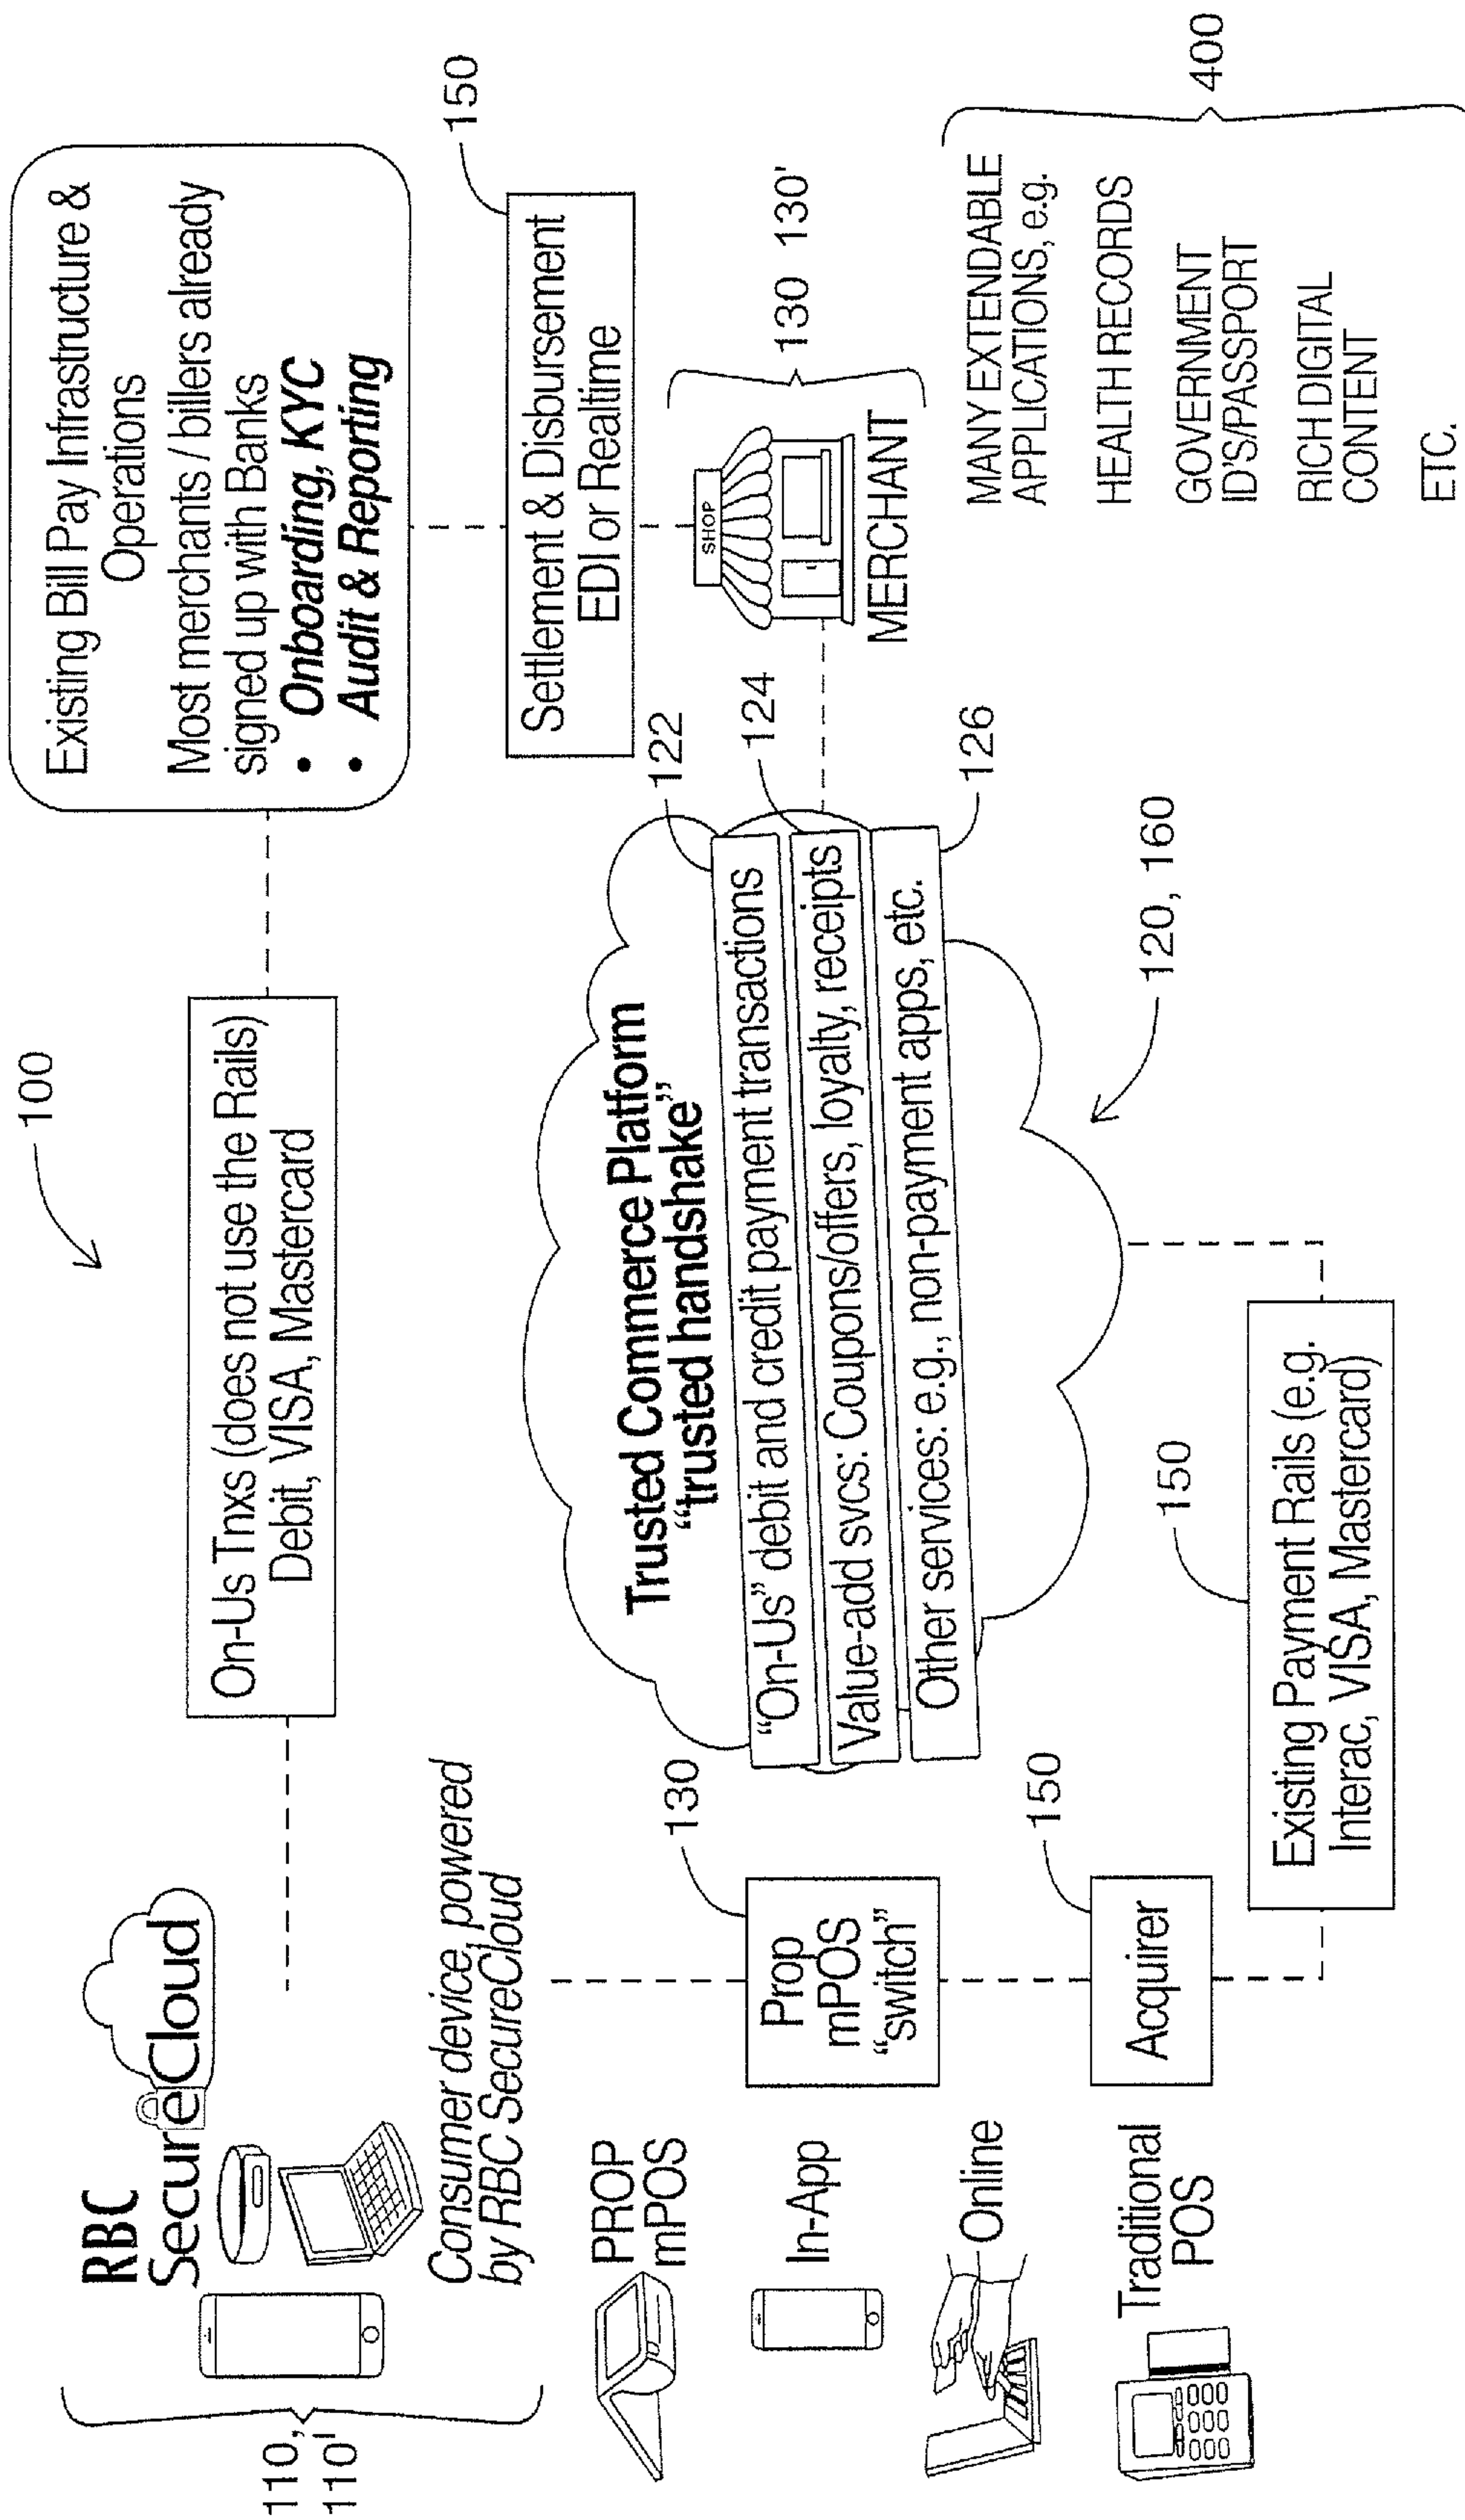 100
110,
110'
RBC
SecureCloud
Consumer device, powered
by RBC SecureCloud
On-Us Tnxs (does not use the Rails)
Debit, VISA, Mastercard
Existing Bill Pay Infrastructure &
Operations
Most merchants / billers already
signed up with Banks
• Onboarding, KYC
• Audit & Reporting
150
Settlement & Disbursement
EDI or Realtime
PROP
mPOS
In-App
Online
Traditional
POS
130
Prop
mPOS
“switch”
150
Acquirer
Trusted Commerce Platform
“trusted handshake”
122
“On-Us” debit and credit payment transactions
124
Value-add svcs: Coupons/offers, loyalty, receipts
126
Other services: e.g., non-payment apps, etc.
120, 160
150
Existing Payment Rails (e.g.
Interac, VISA, Mastercard)
SHOP
MERCHANT
130 130'
MANY EXTENDABLE
APPLICATIONS, e.g.
HEALTH RECORDS
GOVERNMENT
ID'S/PASSPORT
RICH DIGITAL
CONTENT
ETC.
400